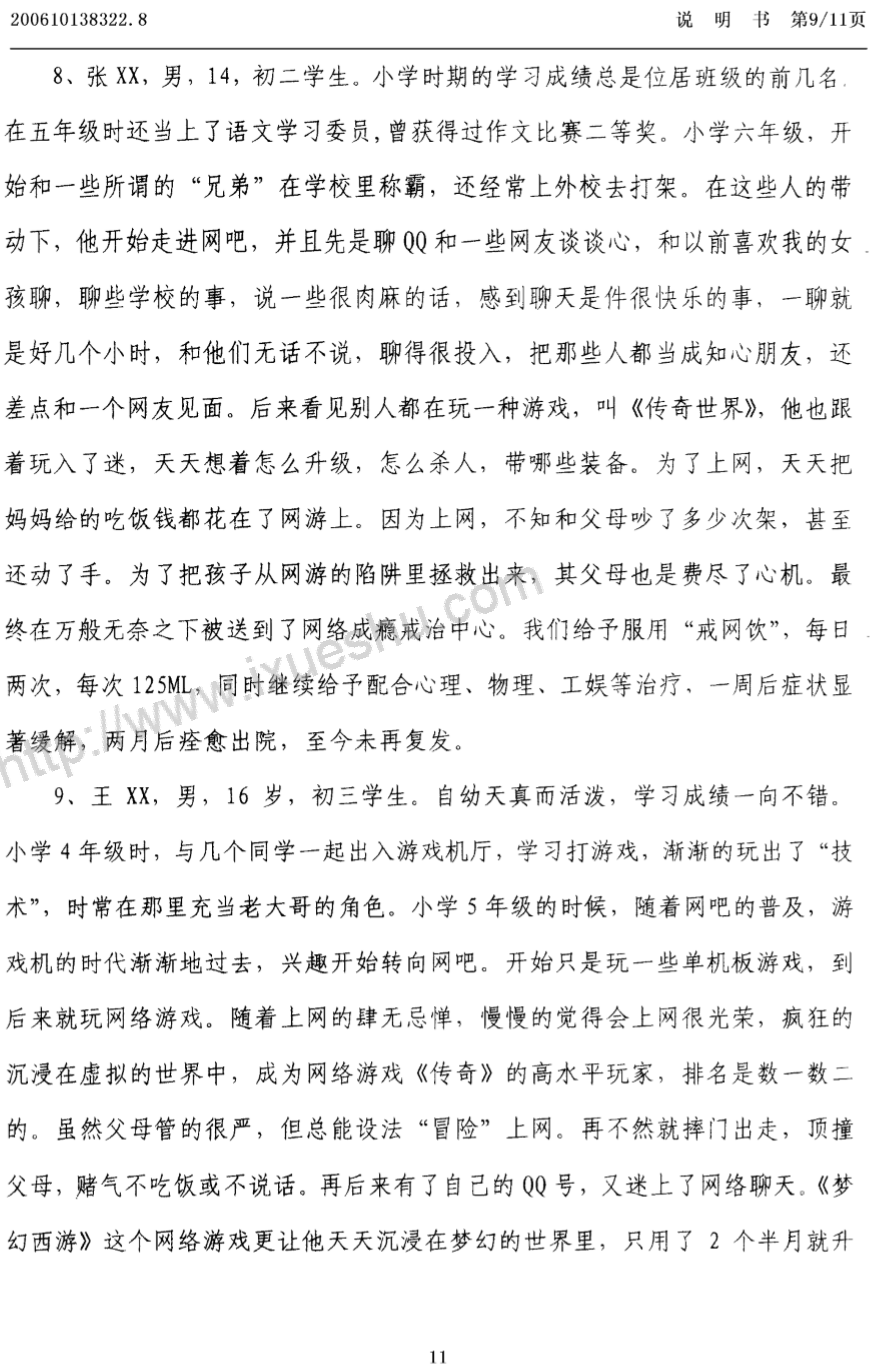 200610138322.8 说 明 书 第9/11页
8、张 XX，男，14，初二学生。小学时期的学习成绩总是位居班级的前几名.
在五年级时还当上了语文学习委员,曾获得过作文比赛二等奖。小学六年级，开
始和一些所谓的“兄弟”在学校里称霸，还经常上外校去打架。在这些人的带
动下，他开始走进网吧，并且先是聊 QQ 和一些网友谈谈心，和以前喜欢我的女
孩聊，聊些学校的事，说一些很肉麻的话，感到聊天是件很快乐的事，一聊就
是好几个小时，和他们无话不说，聊得很投入，把那些人都当成知心朋友，还
差点和一个网友见面。后来看见别人都在玩一种游戏，叫《传奇世界》，他也跟
着玩入了迷，天天想着怎么升级，怎么杀人，带哪些装备。为了上网，天天把
妈妈给的吃饭钱都花在了网游上。因为上网，不知和父母吵了多少次架，甚至
还动了手。为了把孩子从网游的陷阱里拯救出来，其父母也是费尽了心机。最
终在万般无奈之下被送到了网络成瘾戒治中心。我们给予服用“戒网饮”，每日
两次，每次 125ML，同时继续给予配合心理、物理、工娱等治疗，一周后症状显
著缓解，两月后痊愈出院，至今未再复发。
9、王 XX，男，16 岁，初三学生。自幼天真而活泼，学习成绩一向不错。
小学 4 年级时，与几个同学一起出入游戏机厅，学习打游戏，渐渐的玩出了“技
术”，时常在那里充当老大哥的角色。小学 5 年级的时候，随着网吧的普及，游
戏机的时代渐渐地过去，兴趣开始转向网吧。开始只是玩一些单机板游戏，到
后来就玩网络游戏。随着上网的肆无忌惮，慢慢的觉得会上网很光荣，疯狂的
沉浸在虚拟的世界中，成为网络游戏《传奇》的高水平玩家，排名是数一数二
的。虽然父母管的很严，但总能设法“冒险”上网。再不然就摔门出走，顶撞
父母，赌气不吃饭或不说话。再后来有了自己的 QQ 号，又迷上了网络聊天。《梦
幻西游》这个网络游戏更让他天天沉浸在梦幻的世界里，只用了 2 个半月就升
http://www.ixueshu.com
11